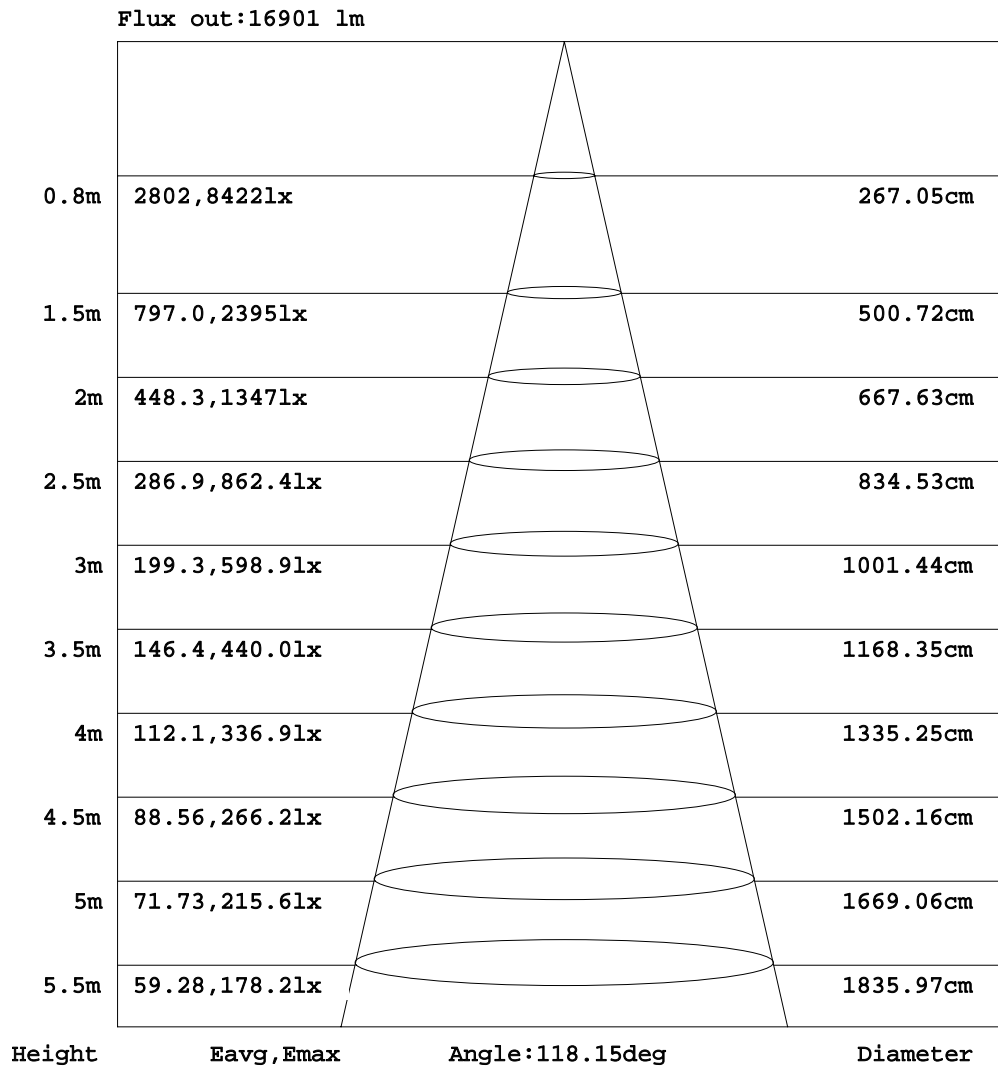 Flux out:16901 lm
0.8m 2802,8422lx 267.05cm
1.5m 797.0,2395lx 500.72cm
2m 448.3,1347lx 667.63cm
2.5m 286.9,862.4lx 834.53cm
3m 199.3,598.9lx 1001.44cm
3.5m 146.4,440.0lx 1168.35cm
4m 112.1,336.9lx 1335.25cm
4.5m 88.56,266.2lx 1502.16cm
5m 71.73,215.6lx 1669.06cm
5.5m 59.28,178.2lx 1835.97cm
Height Eavg,Emax Angle:118.15deg Diameter